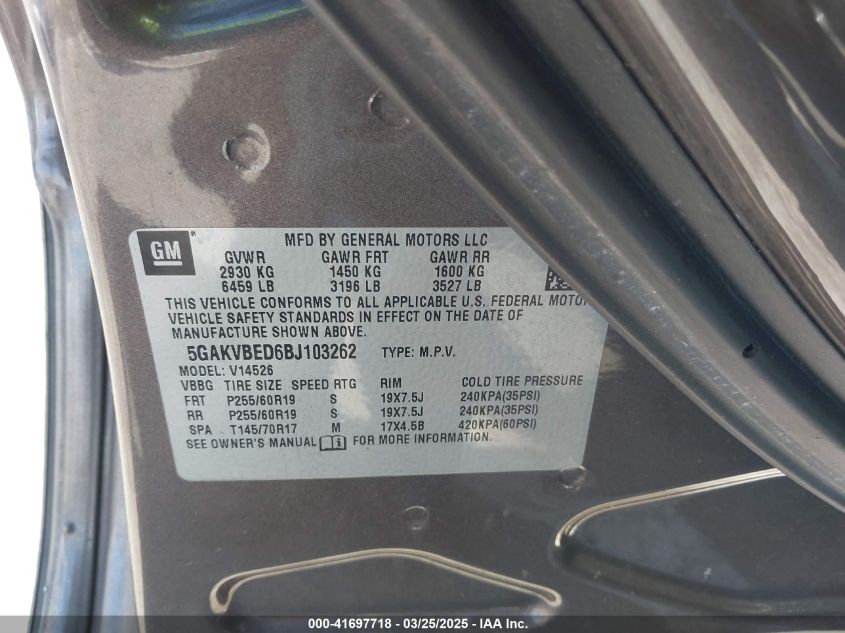 GM®
MFD BY GENERAL MOTORS LLC
GVWR GAWR FRT GAWR RR
2930 KG 1450 KG 1600 KG
6459 LB 3196 LB 3527 LB
THIS VEHICLE CONFORMS TO ALL APPLICABLE U.S. FEDERAL MOTO
VEHICLE SAFETY STANDARDS IN EFFECT ON THE DATE OF
MANUFACTURE SHOWN ABOVE.
5GAKVBED6BJ103262 TYPE: M.P.V.
MODEL: V14526
VBBG TIRE SIZE SPEED RTG RIM COLD TIRE PRESSURE
FRT P255/60R19 S 19X7.5J 240KPA(35PSI)
RR P255/60R19 S 19X7.5J 240KPA(35PSI)
SPA T145/70R17 M 17X4.5B 420KPA(60PSI)
SEE OWNER'S MANUAL FOR MORE INFORMATION.
000-41697718 / 03/25/2025 - IAA Inc.